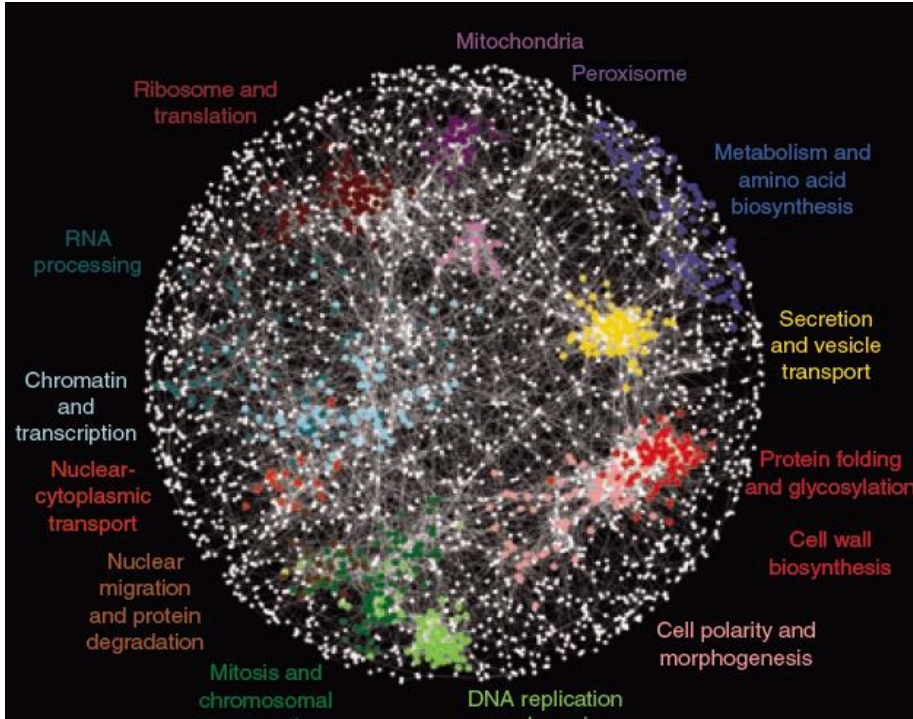 Mitochondria
Peroxisome
Ribosome and
translation
Metabolism and
amino acid
biosynthesis
RNA
processing
Secretion
and vesicle
transport
Chromatin
and
transcription
Nuclear-
cytoplasmic
transport
Protein folding
and glycosylation
Cell wall
biosynthesis
Nuclear
migration
and protein
degradation
Cell polarity and
morphogenesis
Mitosis and
chromosomal
DNA replication